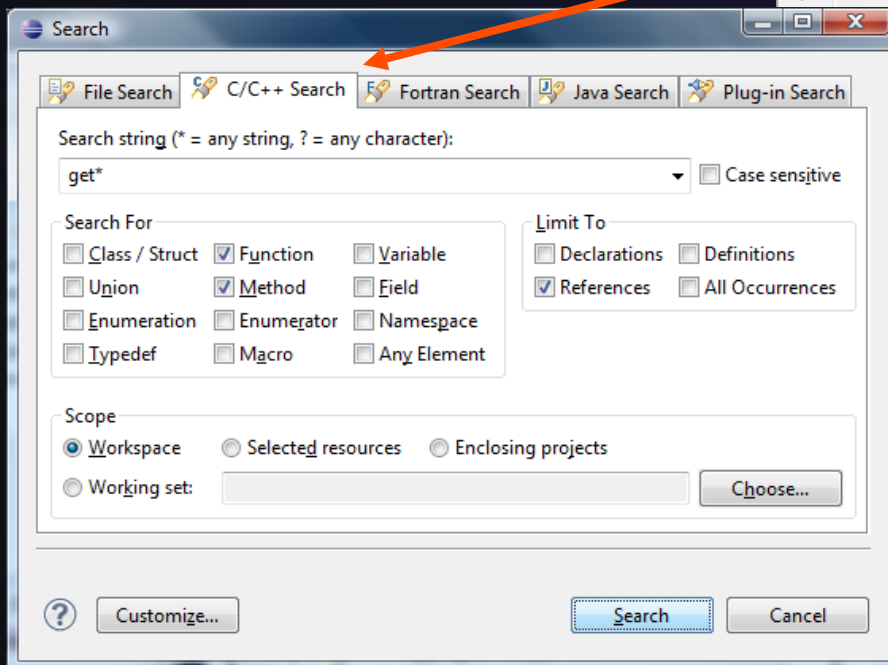 Search
File Search C/C++ Search Fortran Search Java Search Plug-in Search
Search string (* = any string, ? = any character):
get* Case sensitive
Search For Limit To
Class / Struct Function Variable Declarations Definitions
Union Method Field References All Occurrences
Enumeration Enumerator Namespace
Typedef Macro Any Element
Scope
Workspace Selected resources Enclosing projects
Working set: Choose...
? Customize... Search Cancel